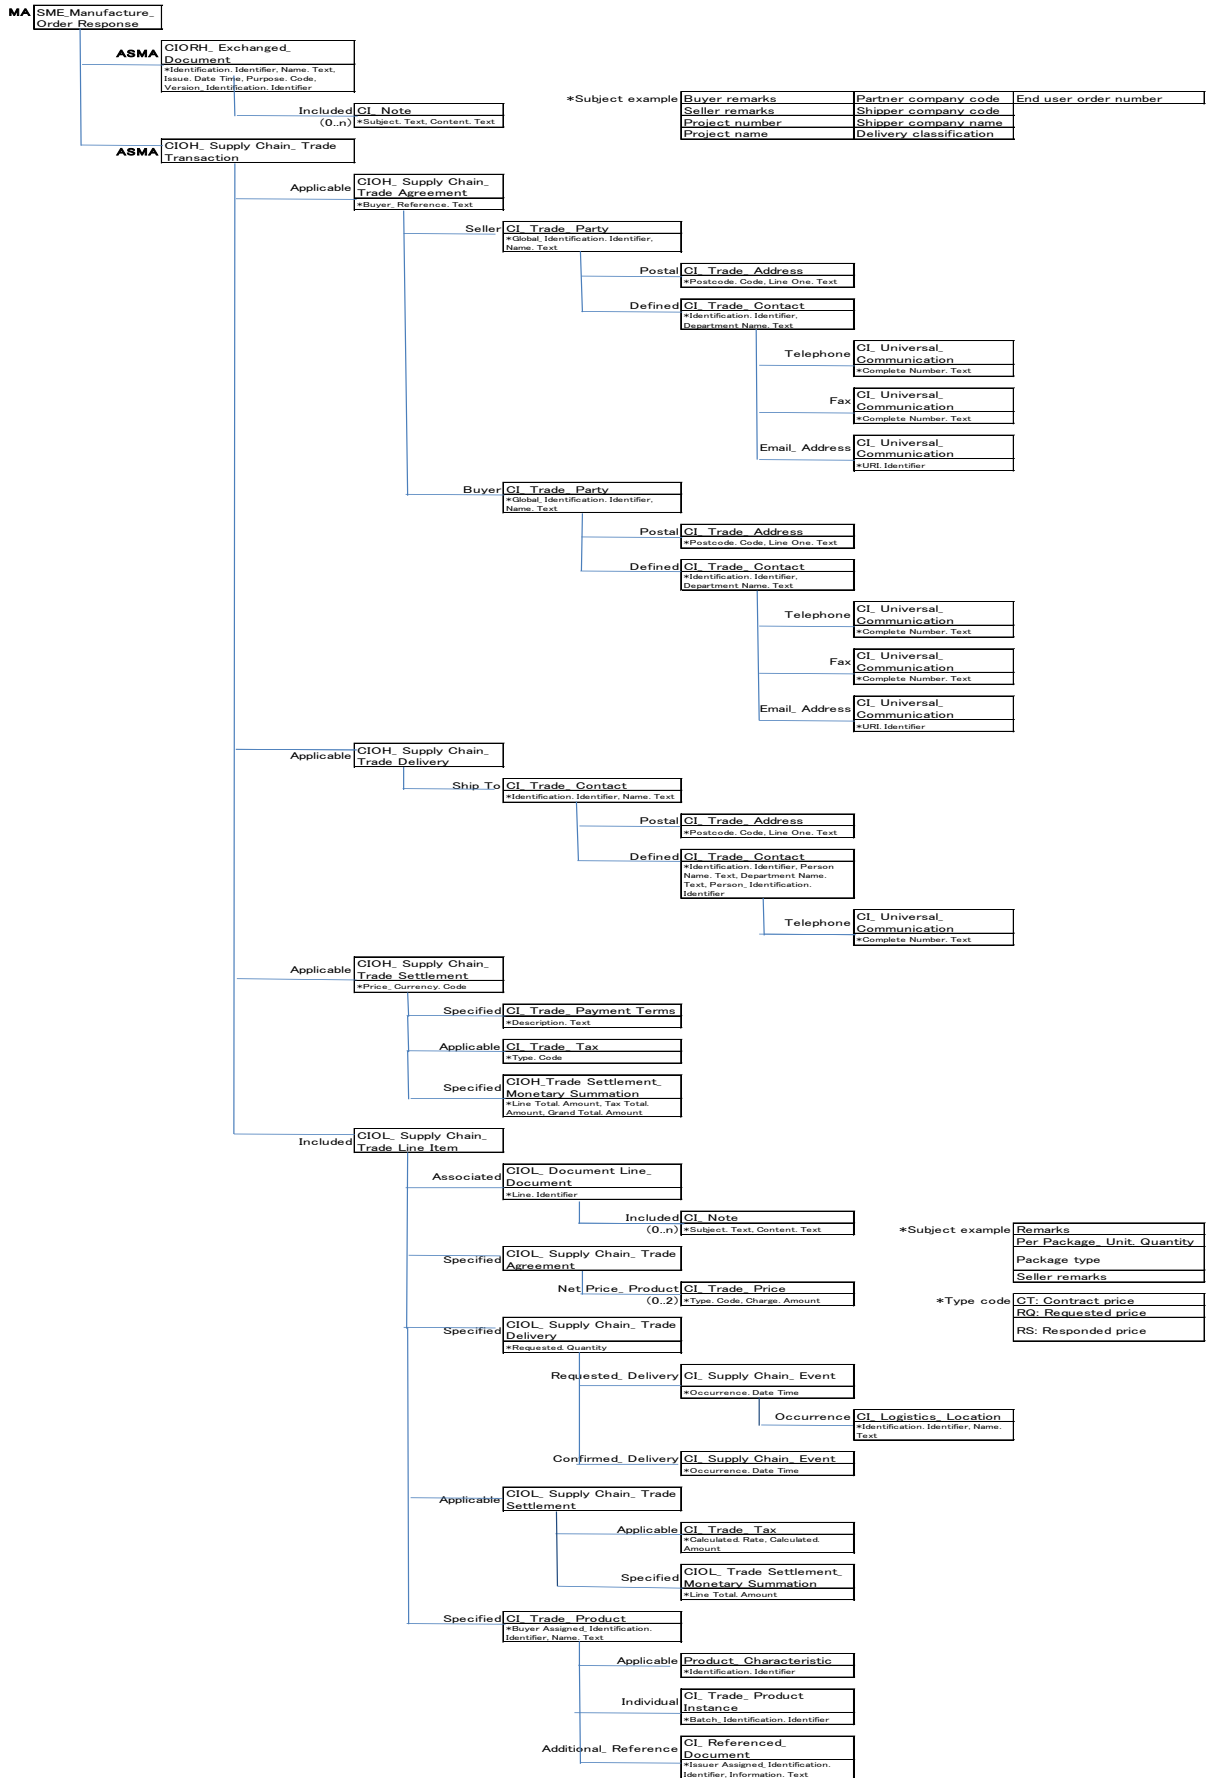 MA
SME_Manufacture_
Order Response
ASMA
CIORH_ Exchanged_
Document
*Identification. Identifier, Name. Text,
Issue. Date Time, Purpose. Code,
Version_ Identification. Identifier
Included
(0..n)
CI_ Note
*Subject. Text, Content. Text
*Subject example
Buyer remarks
Partner company code
End user order number
Seller remarks
Shipper company code
Project number
Shipper company name
Project name
Delivery classification
ASMA
CIOH_ Supply Chain_ Trade
Transaction
Applicable
CIOH_ Supply Chain_
Trade Agreement
*Buyer_ Reference. Text
Seller
CI_ Trade_ Party
*Global_ Identification. Identifier,
Name. Text
Postal
CI_ Trade_ Address
*Postcode. Code, Line One. Text
Defined
CI_ Trade_ Contact
*Identification. Identifier,
Department Name. Text
Telephone
CI_ Universal_
Communication
*Complete Number. Text
Fax
CI_ Universal_
Communication
*Complete Number. Text
Email_ Address
CI_ Universal_
Communication
*URI. Identifier
Buyer
CI_ Trade_ Party
*Global_ Identification. Identifier,
Name. Text
Postal
CI_ Trade_ Address
*Postcode. Code, Line One. Text
Defined
CI_ Trade_ Contact
*Identification. Identifier,
Department Name. Text
Telephone
CI_ Universal_
Communication
*Complete Number. Text
Fax
CI_ Universal_
Communication
*Complete Number. Text
Email_ Address
CI_ Universal_
Communication
*URI. Identifier
Applicable
CIOH_ Supply Chain_
Trade Delivery
Ship To
CI_ Trade_ Contact
*Identification. Identifier, Name. Text
Postal
CI_ Trade_ Address
*Postcode. Code, Line One. Text
Defined
CI_ Trade_ Contact
*Identification. Identifier, Person
Name. Text, Department Name.
Text, Person_ Identification.
Identifier
Telephone
CI_ Universal_
Communication
*Complete Number. Text
Applicable
CIOH_ Supply Chain_
Trade Settlement
*Price_ Currency. Code
Specified
CI_ Trade_ Payment Terms
*Description. Text
Applicable
CI_ Trade_ Tax
*Type. Code
Specified
CIOH_Trade Settlement_
Monetary Summation
*Line Total. Amount, Tax Total.
Amount, Grand Total. Amount
Included
CIOL_ Supply Chain_
Trade Line Item
Associated
CIOL_ Document Line_
Document
*Line. Identifier
Included
(0..n)
CI_ Note
*Subject. Text, Content. Text
*Subject example
Remarks
Per Package_ Unit. Quantity
Package type
Seller remarks
Specified
CIOL_ Supply Chain_ Trade
Agreement
Net Price_ Product
(0..2)
CI_ Trade_ Price
*Type. Code, Charge. Amount
*Type code
CT: Contract price
RQ: Requested price
RS: Responded price
Specified
CIOL_ Supply Chain_ Trade
Delivery
*Requested. Quantity
Requested_ Delivery
CI_ Supply Chain_ Event
*Occurrence. Date Time
Occurrence
CI_ Logistics_ Location
*Identification. Identifier, Name.
Text
Confirmed_ Delivery
CI_ Supply Chain_ Event
*Occurrence. Date Time
Applicable
CIOL_ Supply Chain_ Trade
Settlement
Applicable
CI_ Trade_ Tax
*Calculated. Rate, Calculated.
Amount
Specified
CIOL_ Trade Settlement_
Monetary Summation
*Line Total. Amount
Specified
CI_ Trade_ Product
*Buyer Assigned_ Identification.
Identifier, Name. Text
Applicable
Product_ Characteristic
*Identification. Identifier
Individual
CI_ Trade_ Product
Instance
*Batch_ Identification. Identifier
Additional_ Reference
CI_ Referenced_
Document
*Issuer Assigned_ Identification.
Identifier, Information. Text